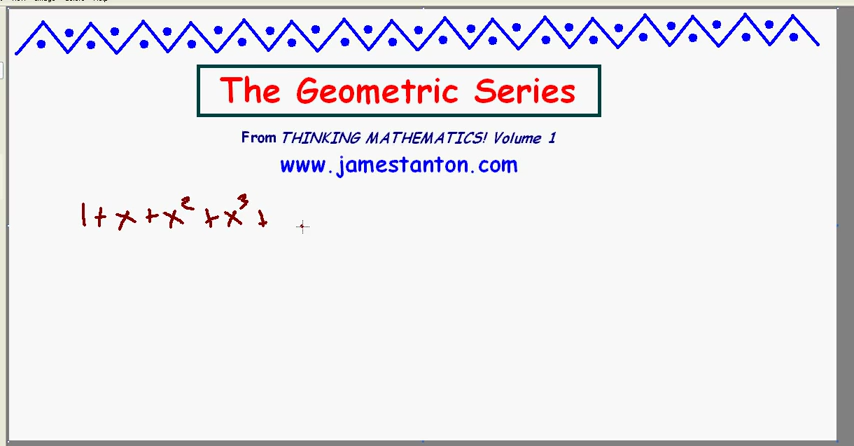 The Geometric Series
From THINKING MATHEMATICS! Volume 1
www.jamestanton.com
1 + x + x² + x³ +